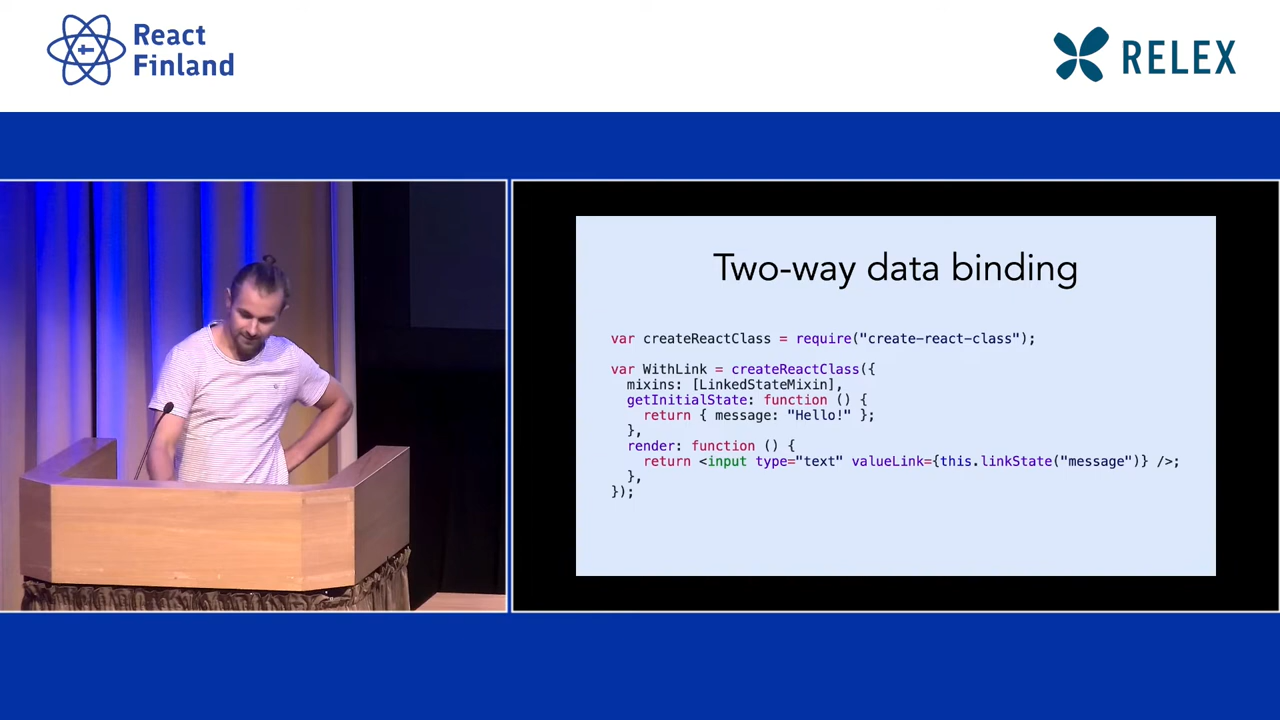 React
Finland
RELEX
Two-way data binding
var createReactClass = require("create-react-class");
var WithLink = createReactClass({
  mixins: [LinkedStateMixin],
  getInitialState: function () {
    return { message: "Hello!" };
  },
  render: function () {
    return <input type="text" valueLink={this.linkState("message")} />;
  },
});